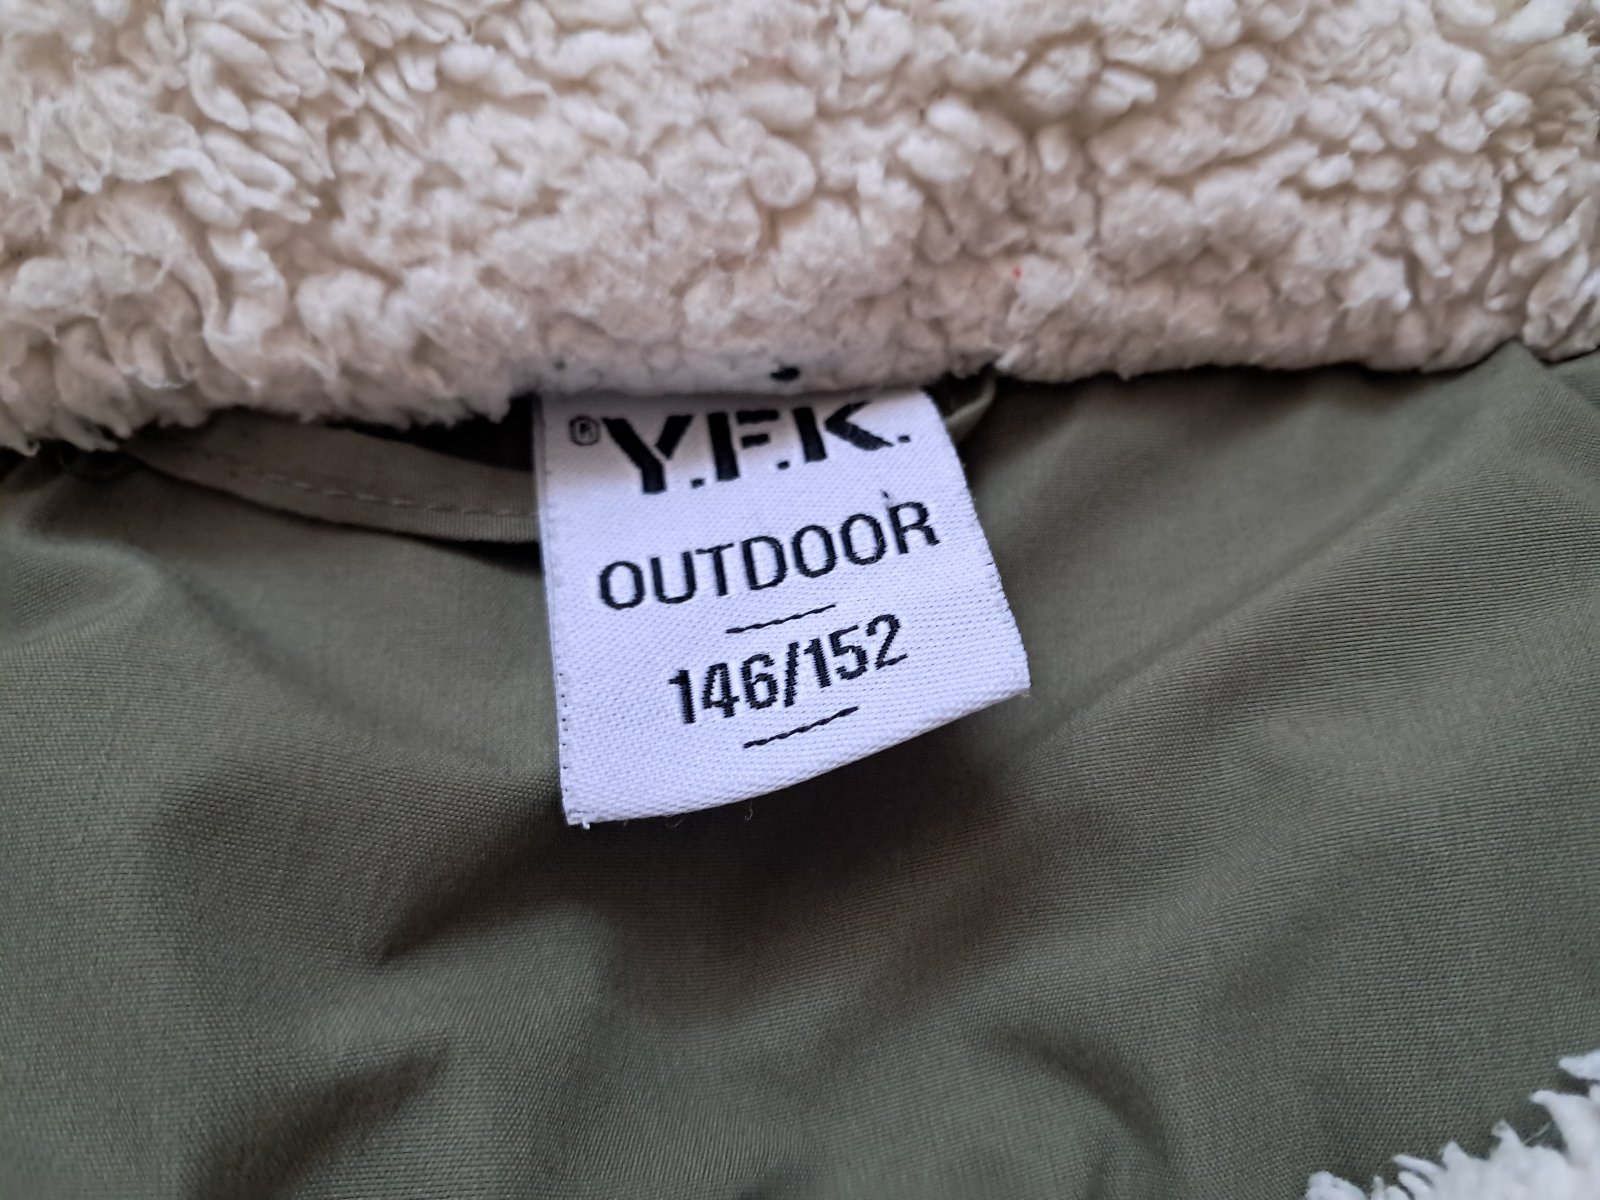 ® Y.F.K.
OUTDOOR
146/152